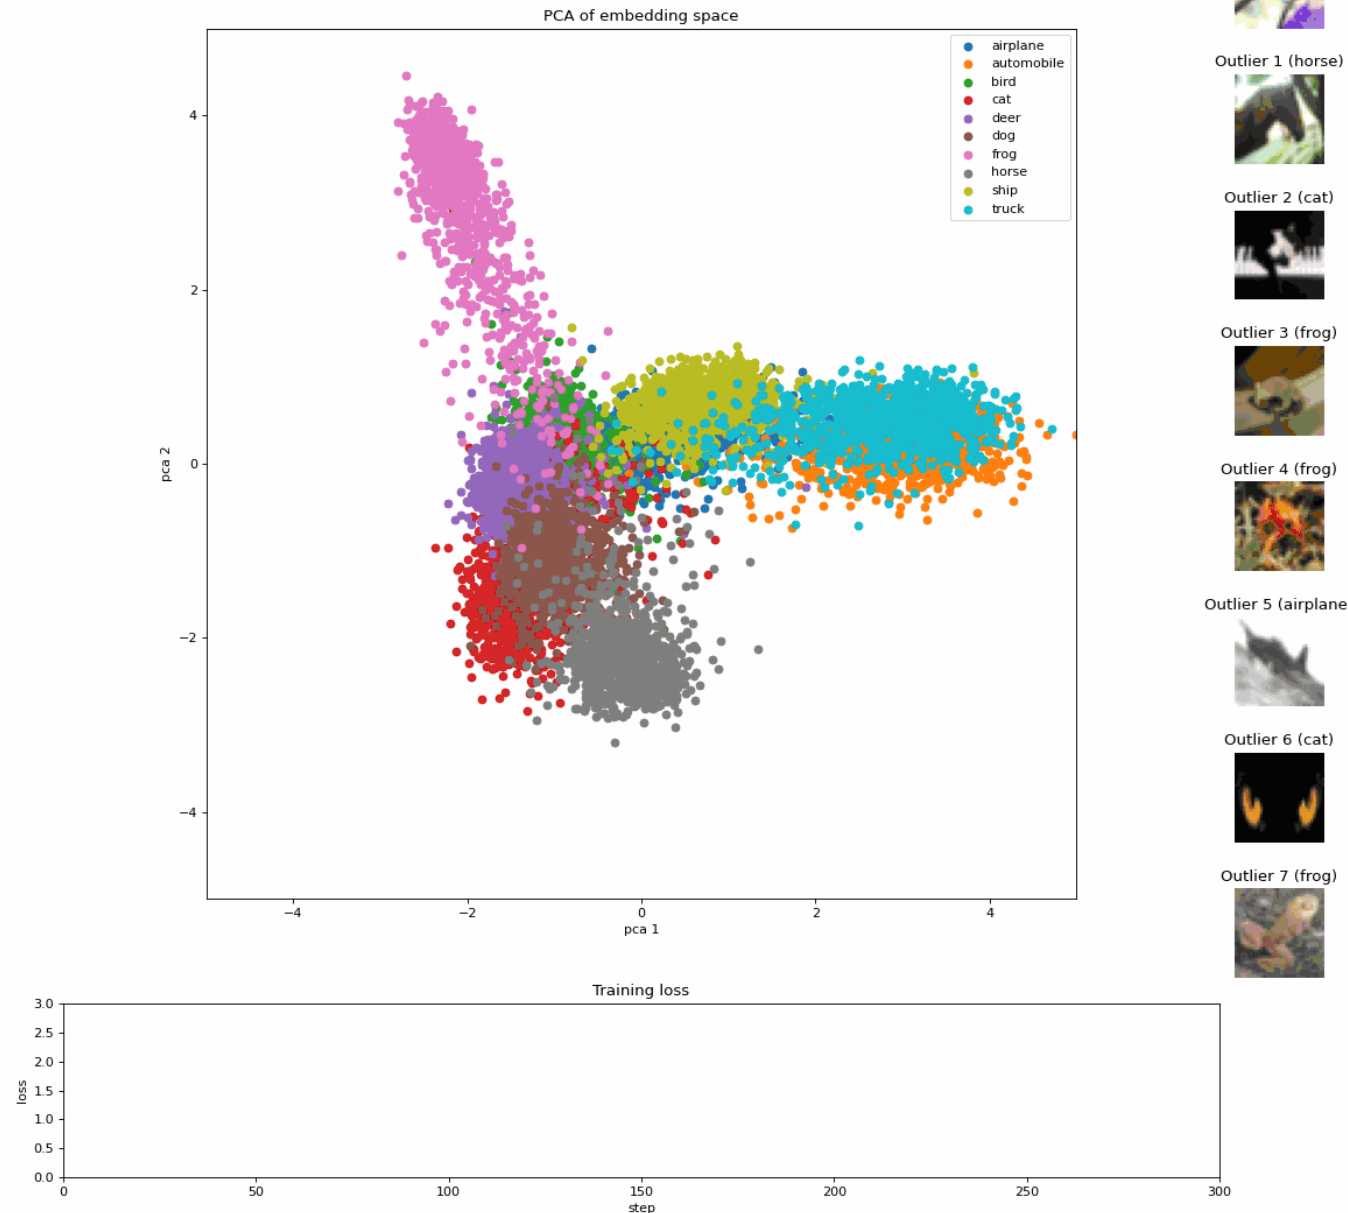 PCA of embedding space
airplane
automobile
bird
cat
deer
dog
frog
horse
ship
truck
4
2
0
−2
−4
pca 2
−4
−2
0
2
4
pca 1
Outlier 1 (horse)
Outlier 2 (cat)
Outlier 3 (frog)
Outlier 4 (frog)
Outlier 5 (airplane
Outlier 6 (cat)
Outlier 7 (frog)
Training loss
3.0
2.5
2.0
1.5
1.0
0.5
0.0
loss
0
50
100
150
200
250
300
step